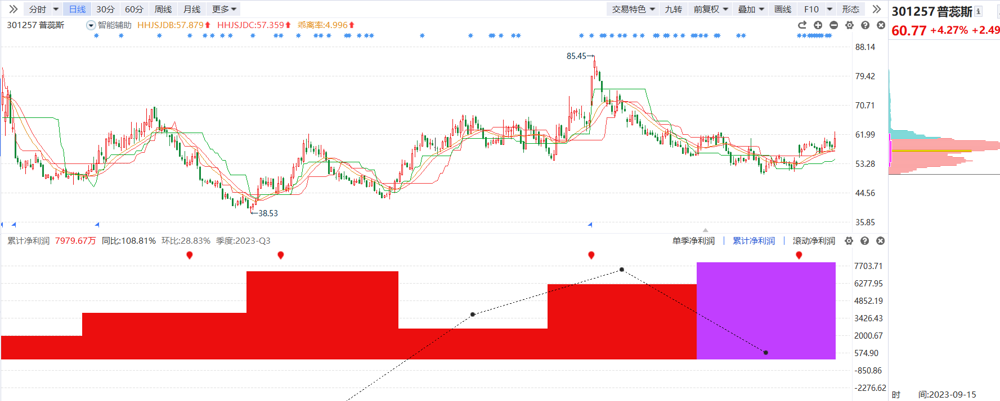 分时 日线 30分 60分 周线 月线 更多 交易特色 九转 前复权 叠加 画线 F10 形态
301257普蕊斯
60.77 +4.27% +2.49
301257 普蕊斯 智能辅助 HHJSJDB:57.879 HHJSJDC:57.359 乖离率:4.996
88.14
85.45
79.42
70.71
61.99
53.28
44.56
38.53
35.85
累计净利润 7979.67万 同比:108.81% 环比:28.83% 季度:2023-Q3 单季净利润 累计净利润 滚动净利润
7703.71
6277.95
4852.19
3426.43
2000.67
574.90
-850.86
-2276.62
时 间:2023-09-15